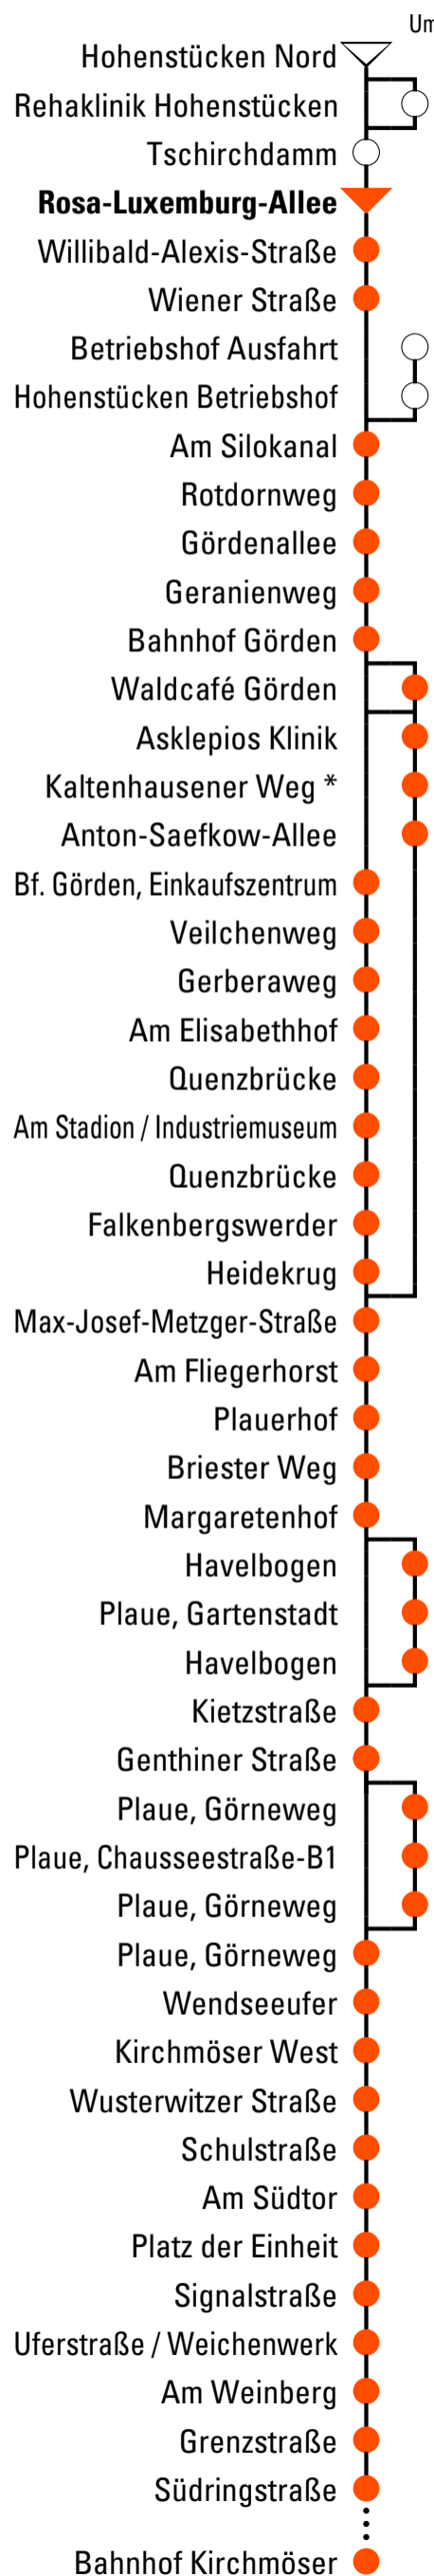 Um
Hohenstücken Nord
Rehaklinik Hohenstücken
Tschirchdamm
Rosa-Luxemburg-Allee
Willibald-Alexis-Straße
Wiener Straße
Betriebshof Ausfahrt
Hohenstücken Betriebshof
Am Silokanal
Rotdornweg
Gördenallee
Geranienweg
Bahnhof Görden
Waldcafé Görden
Asklepios Klinik
Kaltenhausener Weg *
Anton-Saefkow-Allee
Bf. Görden, Einkaufszentrum
Veilchenweg
Gerberaweg
Am Elisabethhof
Quenzbrücke
Am Stadion / Industriemuseum
Quenzbrücke
Falkenbergswerder
Heidekrug
Max-Josef-Metzger-Straße
Am Fliegerhorst
Plauerhof
Briester Weg
Margaretenhof
Havelbogen
Plaue, Gartenstadt
Havelbogen
Kietzstraße
Genthiner Straße
Plaue, Görneweg
Plaue, Chausseestraße-B1
Plaue, Görneweg
Plaue, Görneweg
Wendseeufer
Kirchmöser West
Wusterwitzer Straße
Schulstraße
Am Südtor
Platz der Einheit
Signalstraße
Uferstraße / Weichenwerk
Am Weinberg
Grenzstraße
Südringstraße
Bahnhof Kirchmöser